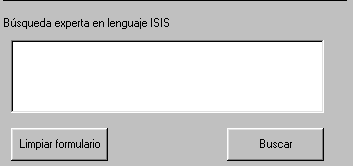 Búsqueda experta en lenguaje ISIS
Limpiar formulario
Buscar